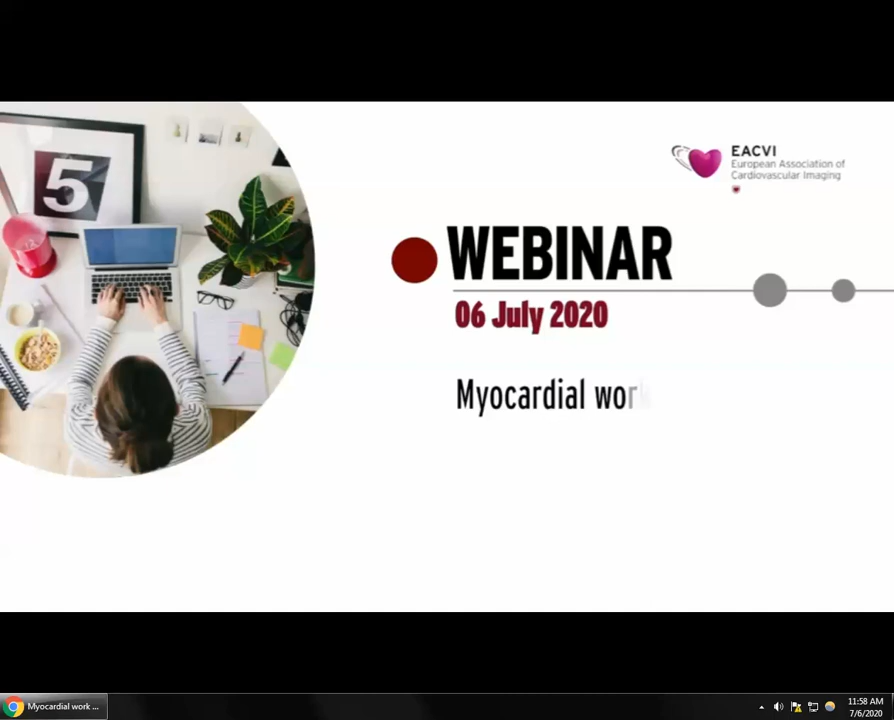 5
EACVI
European Association of
Cardiovascular Imaging
WEBINAR
06 July 2020
Myocardial work
Myocardial work ...
11:58 AM
7/6/2020